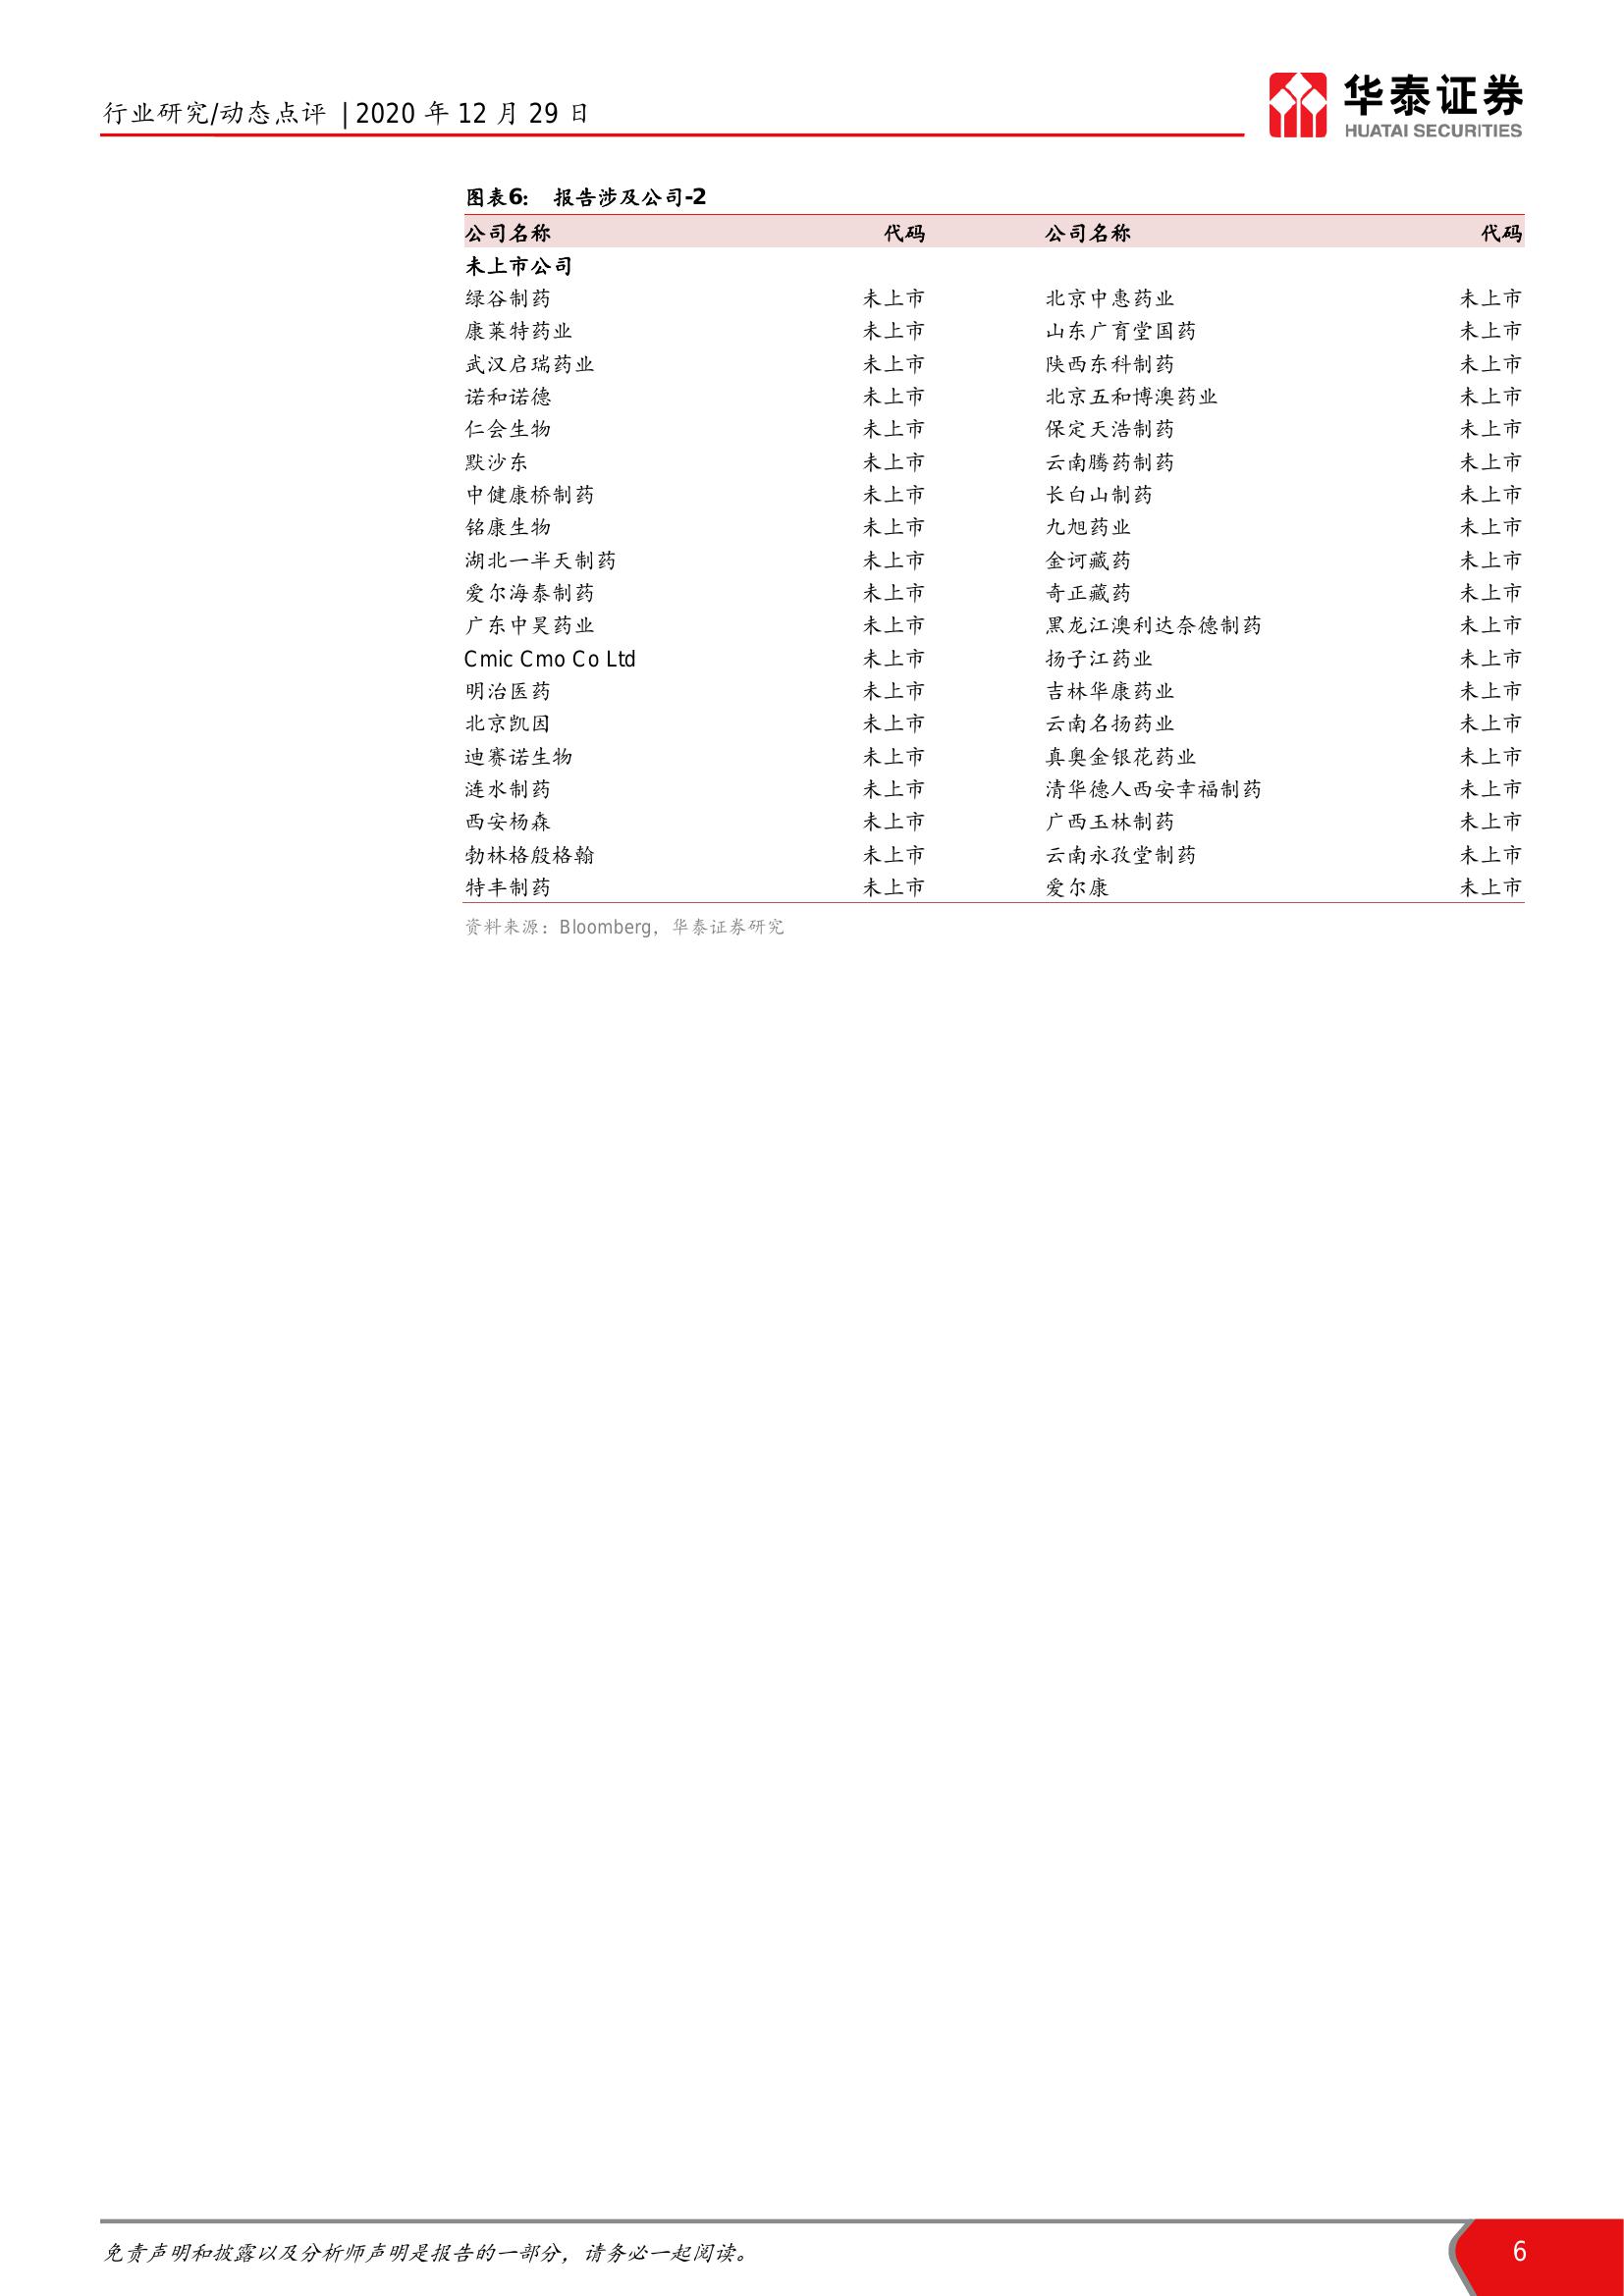 行业研究/动态点评 | 2020 年 12 月 29 日
华泰证券
HUATAI SECURITIES
图表6： 报告涉及公司-2
公司名称 代码 公司名称 代码
未上市公司
绿谷制药 未上市 北京中惠药业 未上市
康莱特药业 未上市 山东广育堂国药 未上市
武汉启瑞药业 未上市 陕西东科制药 未上市
诺和诺德 未上市 北京五和博澳药业 未上市
仁会生物 未上市 保定天浩制药 未上市
默沙东 未上市 云南腾药制药 未上市
中健康桥制药 未上市 长白山制药 未上市
铭康生物 未上市 九旭药业 未上市
湖北一半天制药 未上市 金诃藏药 未上市
爱尔海泰制药 未上市 奇正藏药 未上市
广东中昊药业 未上市 黑龙江澳利达奈德制药 未上市
Cmic Cmo Co Ltd 未上市 扬子江药业 未上市
明治医药 未上市 吉林华康药业 未上市
北京凯因 未上市 云南名扬药业 未上市
迪赛诺生物 未上市 真奥金银花药业 未上市
涟水制药 未上市 清华德人西安幸福制药 未上市
西安杨森 未上市 广西玉林制药 未上市
勃林格殷格翰 未上市 云南永孜堂制药 未上市
特丰制药 未上市 爱尔康 未上市
资料来源：Bloomberg，华泰证券研究
免责声明和披露以及分析师声明是报告的一部分，请务必一起阅读。
6